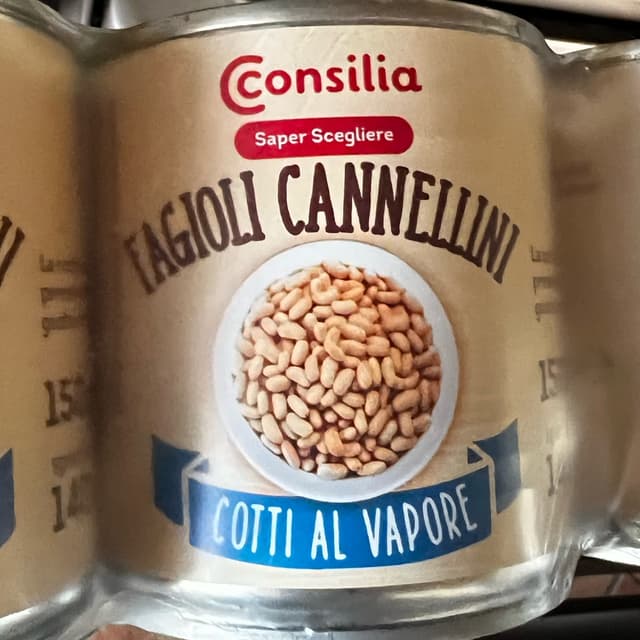 Consilia
Saper Scegliere
FAGIOLI CANNELLINI
COTTI AL VAPORE